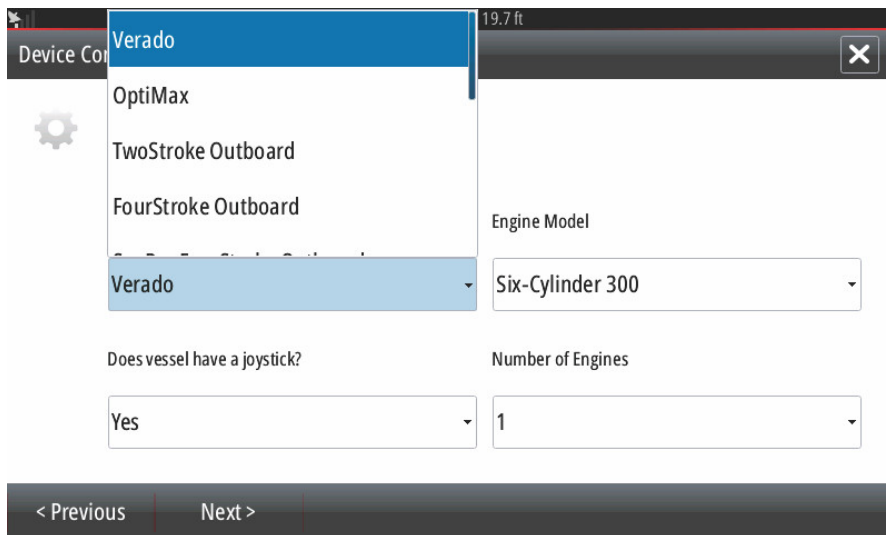 19.7 ft
Device Co
Verado
OptiMax
TwoStroke Outboard
FourStroke Outboard
Engine Model
Verado
Six-Cylinder 300
Does vessel have a joystick?
Number of Engines
Yes
1
< Previous
Next >